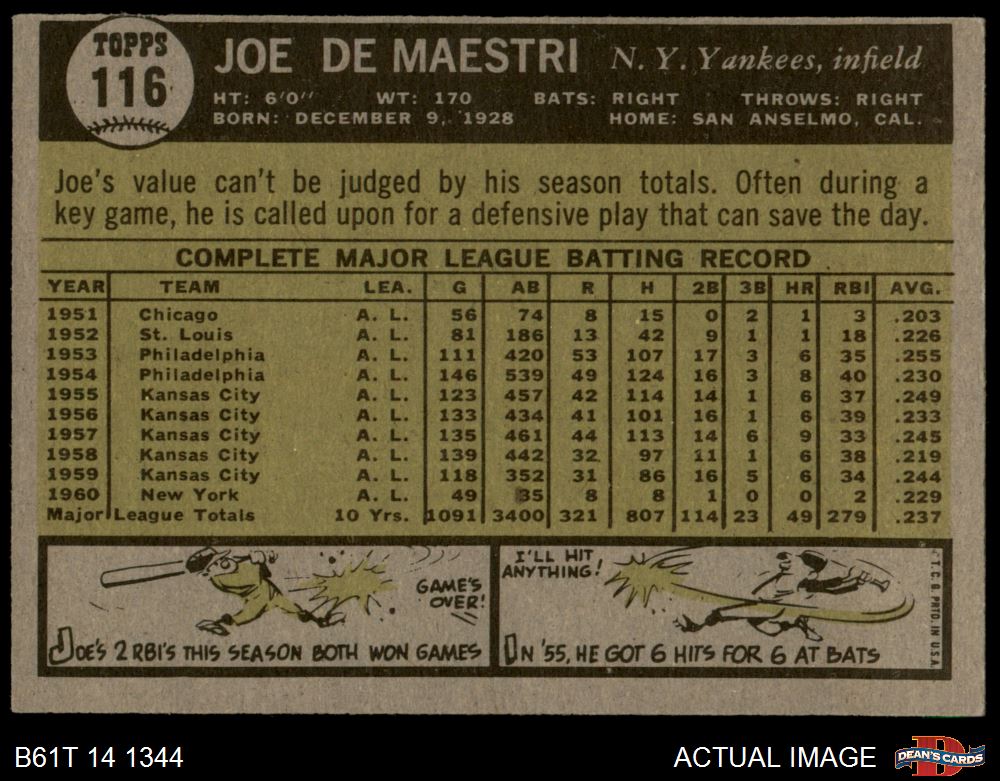 TOPPS
116
JOE DE MAESTRI N. Y. Yankees, infield
HT: 6'0" WT: 170 BATS: RIGHT THROWS: RIGHT
BORN: DECEMBER 9, 1928 HOME: SAN ANSELMO, CAL.
Joe's value can't be judged by his season totals. Often during a
key game, he is called upon for a defensive play that can save the day.
COMPLETE MAJOR LEAGUE BATTING RECORD
YEAR TEAM LEA. G AB R H 2B 3B HR RBI AVG.
1951 Chicago A. L. 56 74 8 15 0 2 1 3 .203
1952 St. Louis A. L. 81 186 13 42 9 1 1 18 .226
1953 Philadelphia A. L. 111 420 53 107 17 3 6 35 .255
1954 Philadelphia A. L. 146 539 49 124 16 3 8 40 .230
1955 Kansas City A. L. 123 457 42 114 14 1 6 37 .249
1956 Kansas City A. L. 133 434 41 101 16 1 6 39 .233
1957 Kansas City A. L. 135 461 44 113 14 6 9 33 .245
1958 Kansas City A. L. 139 442 32 97 11 1 6 38 .219
1959 Kansas City A. L. 118 352 31 86 16 5 6 34 .244
1960 New York A. L. 49 35 8 8 1 0 0 2 .229
Major League Totals 10 Yrs. 1091 3400 321 807 114 23 49 279 .237
GAME'S
OVER!
JOE'S 2 RBI'S THIS SEASON BOTH WON GAMES
I'LL HIT
ANYTHING!
IN '55, HE GOT 6 HITS FOR 6 AT BATS
T. C. G. PRTD. IN U.S.A.
B61T 14 1344
ACTUAL IMAGE
D
DEAN'S CARDS